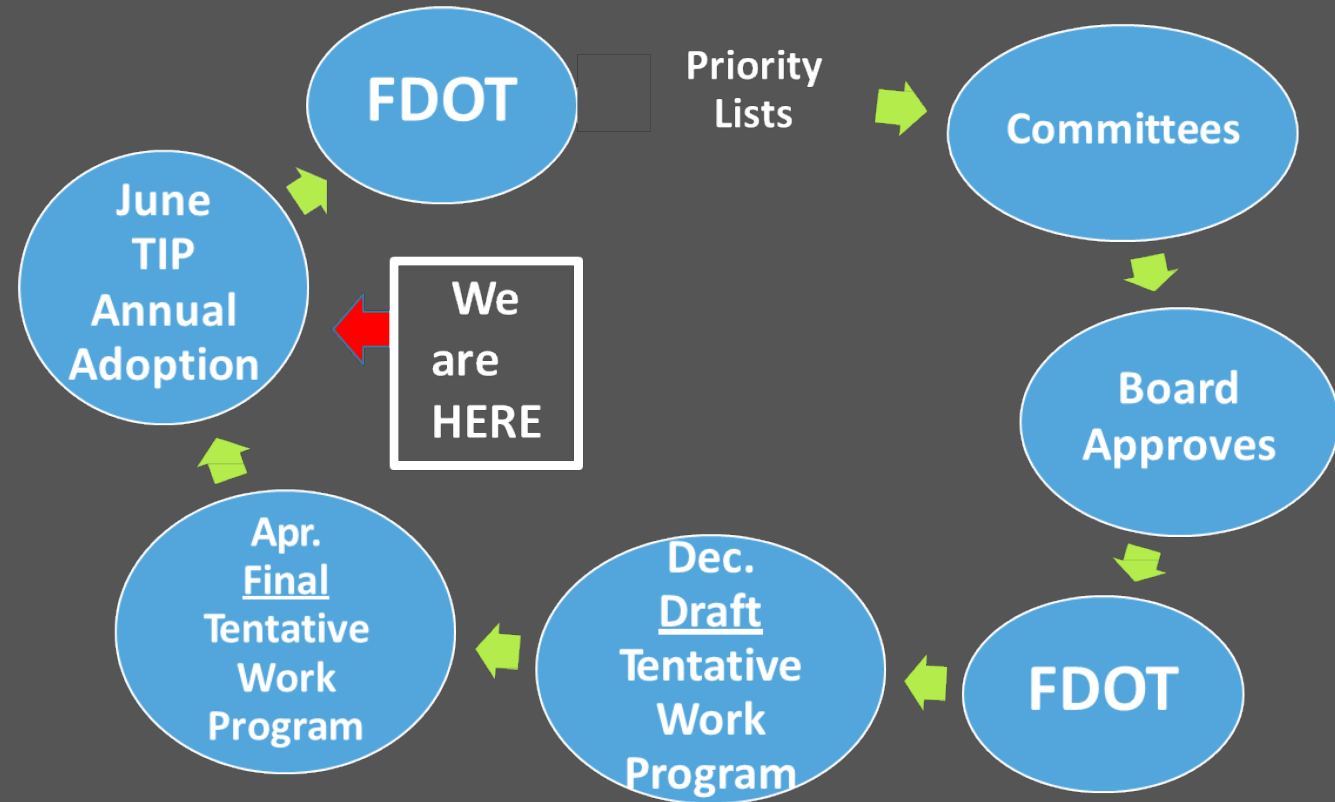 FDOT
Priority
Lists
Committees
Board
Approves
FDOT
Dec.
Draft
Tentative
Work
Program
Apr.
Final
Tentative
Work
Program
June
TIP
Annual
Adoption
We
are
HERE